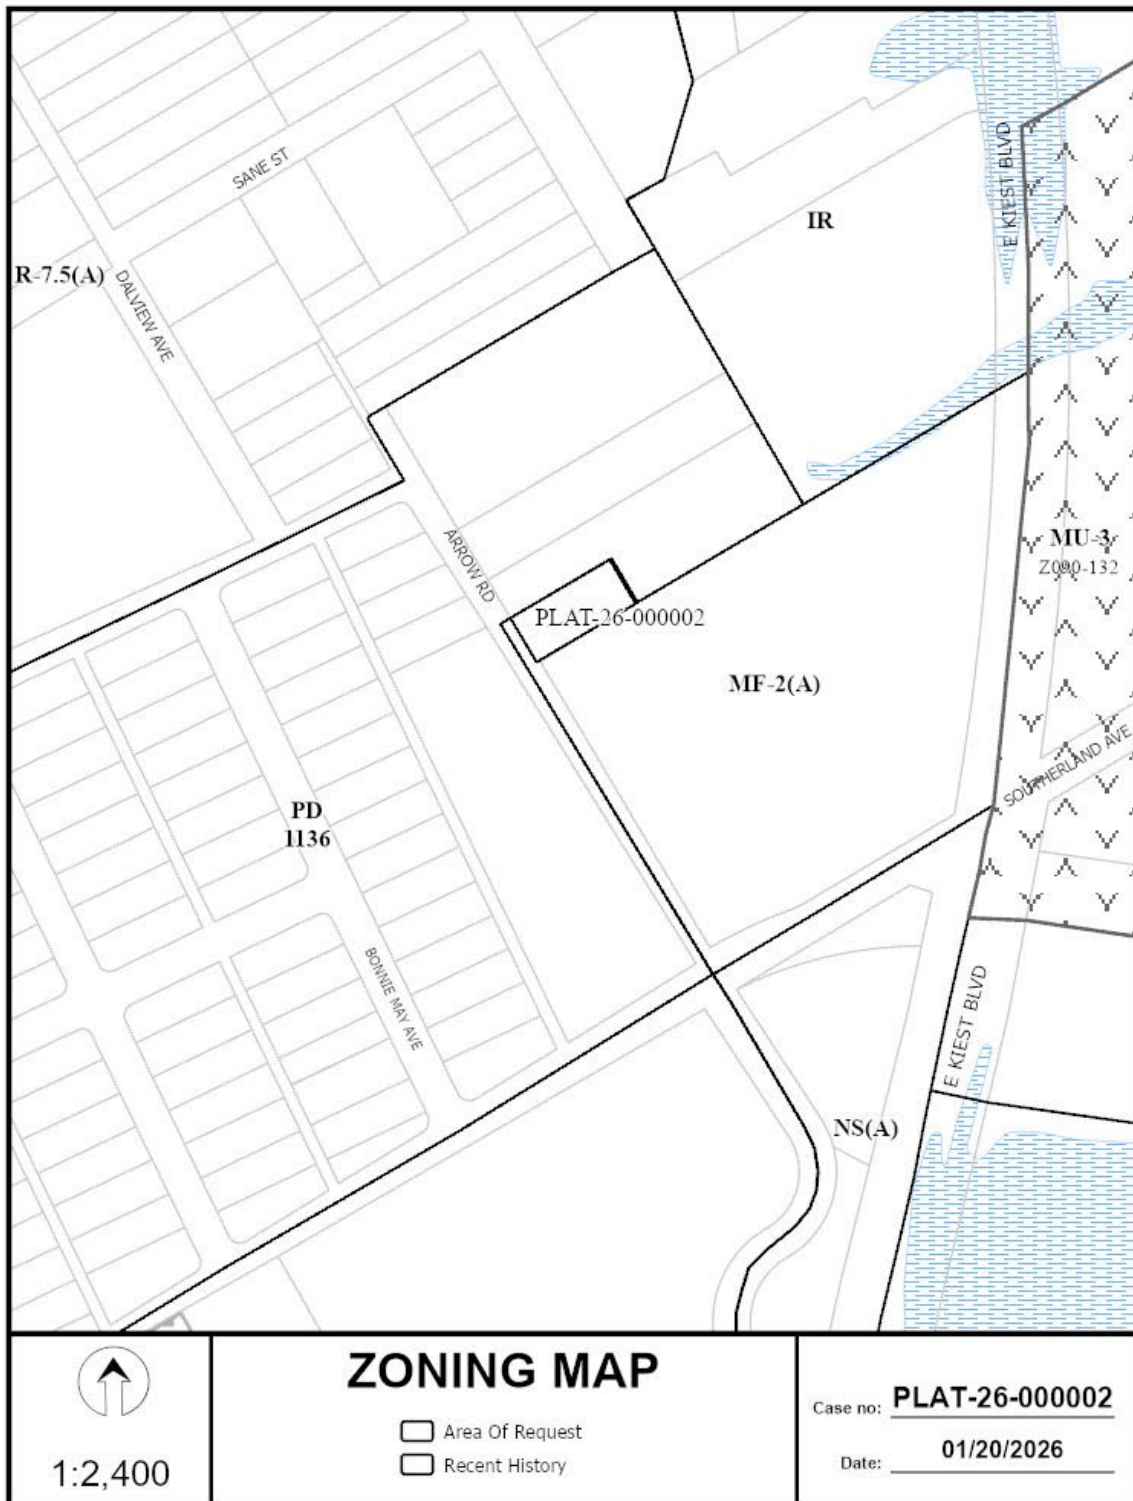 SANE ST
IR
E KIEST BLVD
R-7.5(A)
DALVIEW AVE
ARROW RD
MU-3
Z090-132
PLAT-26-000002
MF-2(A)
SOUTHERLAND AVE
PD
1136
BONNIE MAY AVE
E KIEST BLVD
NS(A)
1:2,400
ZONING MAP
Area Of Request
Recent History
Case no: PLAT-26-000002
Date: 01/20/2026